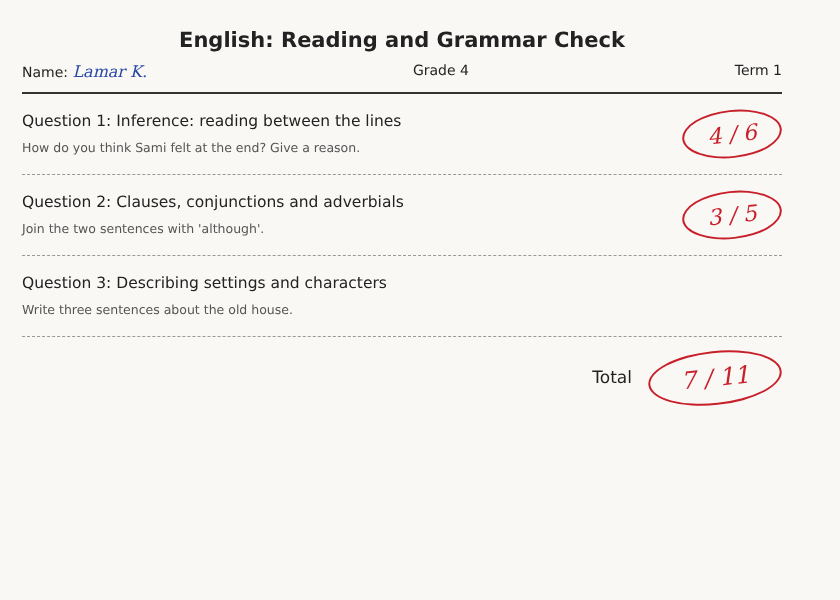 English: Reading and Grammar Check
Name: Lamar K. Grade 4 Term 1
Question 1: Inference: reading between the lines
How do you think Sami felt at the end? Give a reason.
4 / 6
Question 2: Clauses, conjunctions and adverbials
Join the two sentences with 'although'.
3 / 5
Question 3: Describing settings and characters
Write three sentences about the old house.
Total 7 / 11